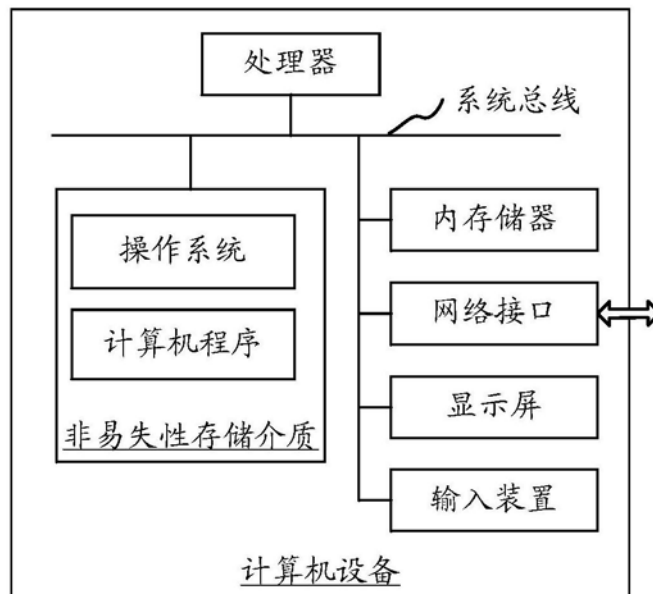 处理器
系统总线
操作系统
计算机程序
非易失性存储介质
内存储器
网络接口
显示屏
输入装置
计算机设备